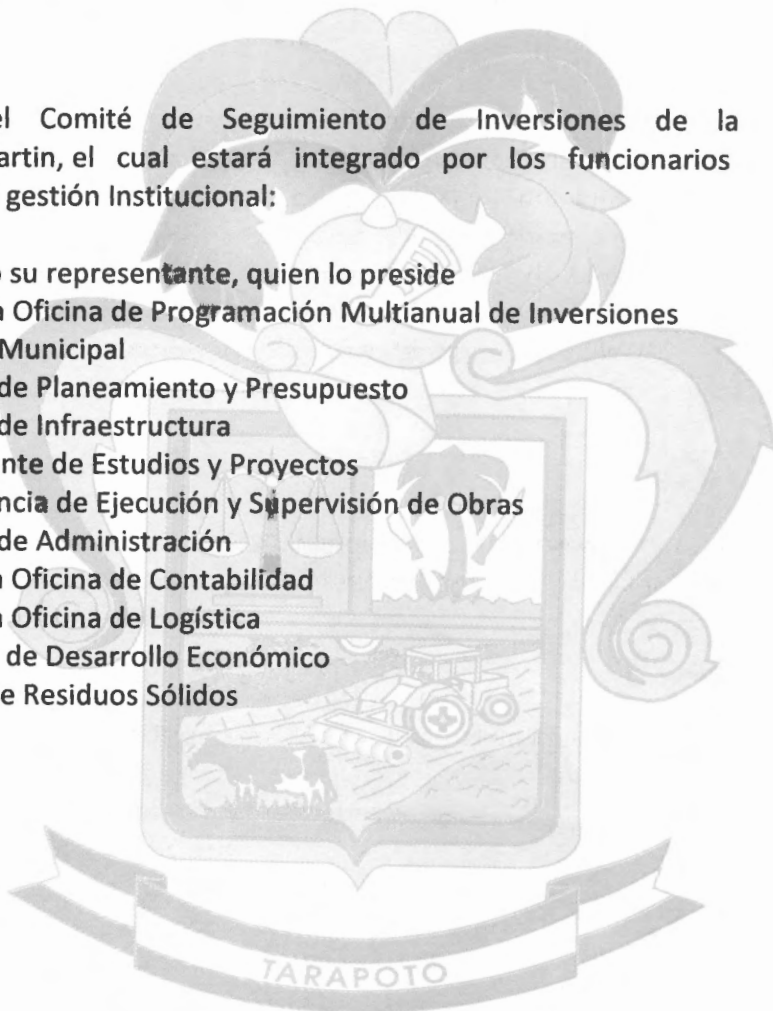 el Comité de Seguimiento de Inversiones de la
artin, el cual estará integrado por los funcionarios
gestión Institucional:
su representante, quien lo preside
Oficina de Programación Multianual de Inversiones
Municipal
de Planeamiento y Presupuesto
de Infraestructura
nte de Estudios y Proyectos
ncia de Ejecución y Supervisión de Obras
de Administración
Oficina de Contabilidad
Oficina de Logística
de Desarrollo Económico
e Residuos Sólidos
TARAPOTO